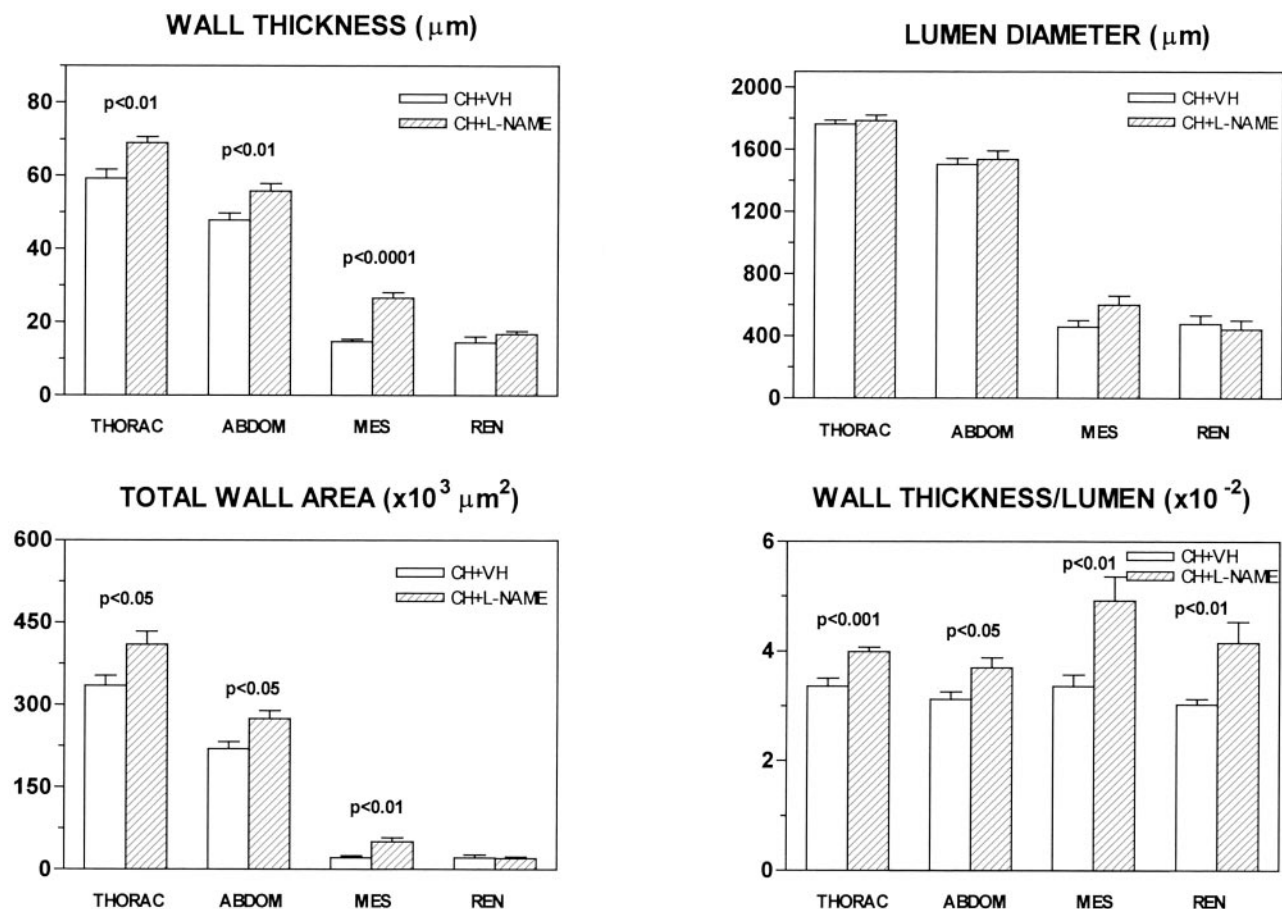 WALL THICKNESS (μm)
80
60
40
20
0
p<0.01
p<0.01
p<0.0001
CH+VH
CH+L-NAME
THORAC ABDOM MES REN
LUMEN DIAMETER (μm)
2000
1600
1200
800
400
0
CH+VH
CH+L-NAME
THORAC ABDOM MES REN
TOTAL WALL AREA (x10³ μm²)
600
450
300
150
0
p<0.05
p<0.05
p<0.01
CH+VH
CH+L-NAME
THORAC ABDOM MES REN
WALL THICKNESS/LUMEN (x10⁻²)
6
4
2
0
p<0.001
p<0.05
p<0.01
p<0.01
CH+VH
CH+L-NAME
THORAC ABDOM MES REN